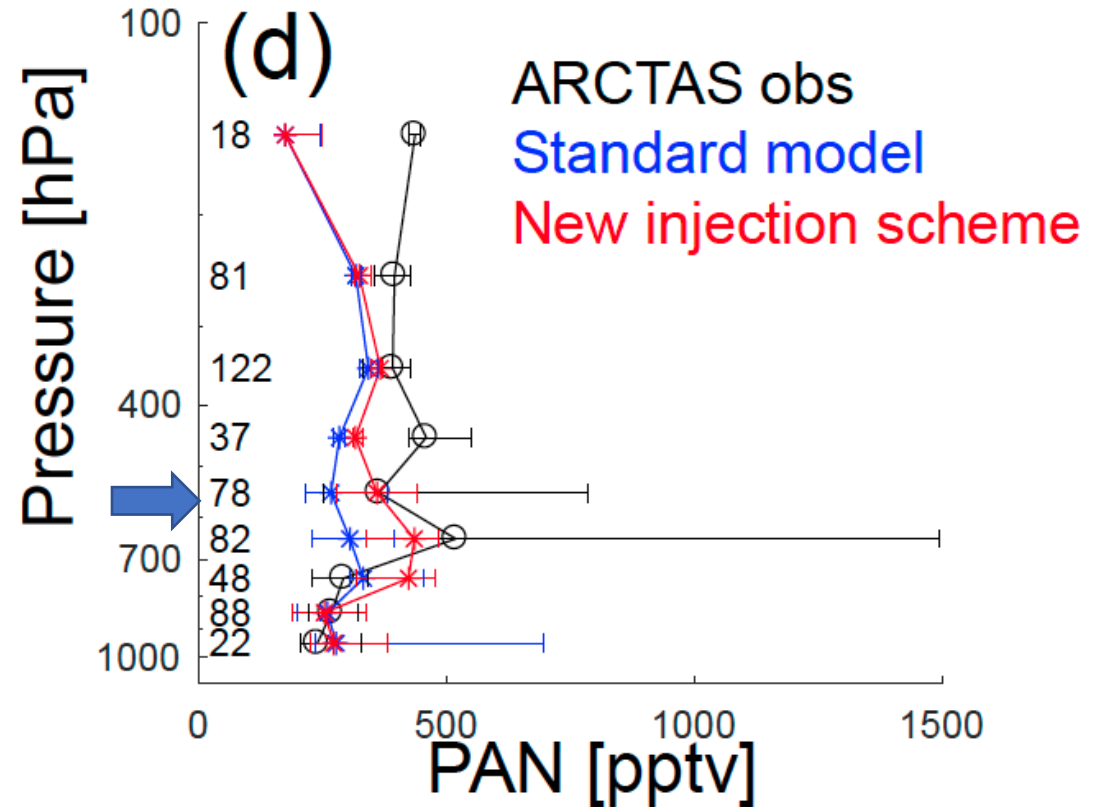 100
(d)
ARCTAS obs
Standard model
New injection scheme
Pressure [hPa]
18
81
122
400
37
78
82
700
48
88
22
1000
0
500
1000
1500
PAN [pptv]